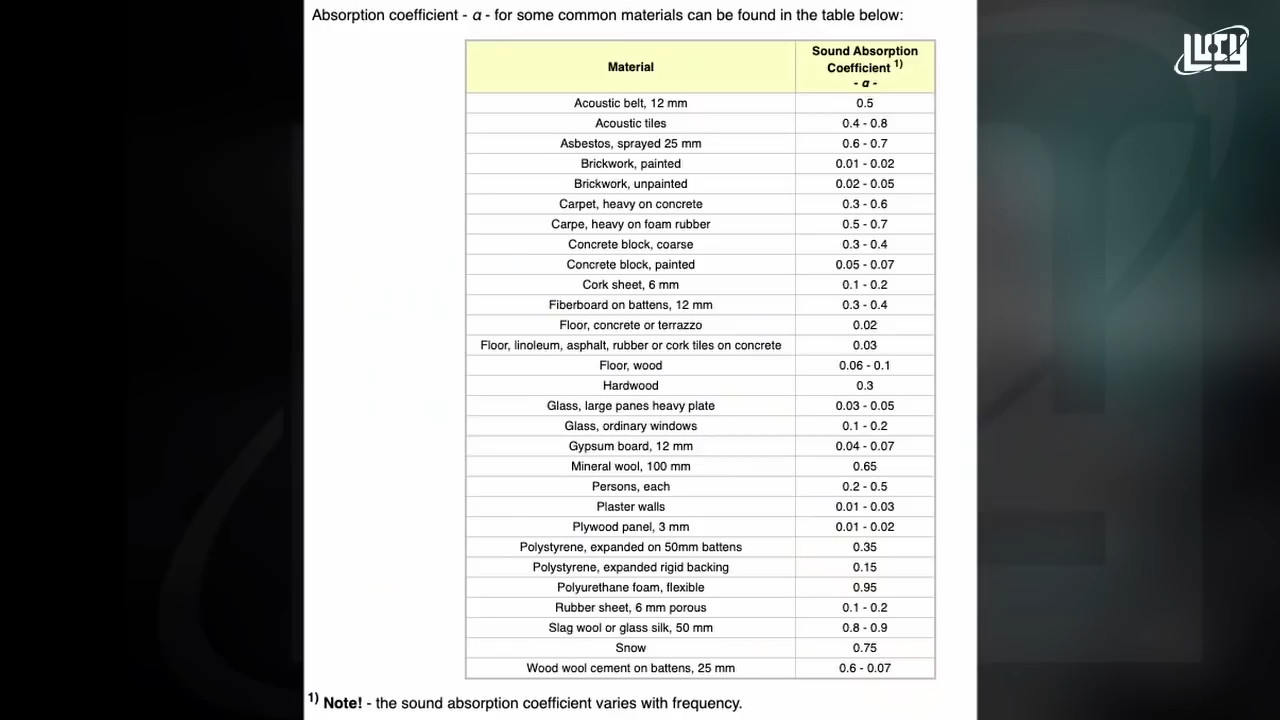 Absorption coefficient - α - for some common materials can be found in the table below:
Material
Sound Absorption
Coefficient 1)
- α -
Acoustic belt, 12 mm 0.5
Acoustic tiles 0.4 - 0.8
Asbestos, sprayed 25 mm 0.6 - 0.7
Brickwork, painted 0.01 - 0.02
Brickwork, unpainted 0.02 - 0.05
Carpet, heavy on concrete 0.3 - 0.6
Carpe, heavy on foam rubber 0.5 - 0.7
Concrete block, coarse 0.3 - 0.4
Concrete block, painted 0.05 - 0.07
Cork sheet, 6 mm 0.1 - 0.2
Fiberboard on battens, 12 mm 0.3 - 0.4
Floor, concrete or terrazzo 0.02
Floor, linoleum, asphalt, rubber or cork tiles on concrete 0.03
Floor, wood 0.06 - 0.1
Hardwood 0.3
Glass, large panes heavy plate 0.03 - 0.05
Glass, ordinary windows 0.1 - 0.2
Gypsum board, 12 mm 0.04 - 0.07
Mineral wool, 100 mm 0.65
Persons, each 0.2 - 0.5
Plaster walls 0.01 - 0.03
Plywood panel, 3 mm 0.01 - 0.02
Polystyrene, expanded on 50mm battens 0.35
Polystyrene, expanded rigid backing 0.15
Polyurethane foam, flexible 0.95
Rubber sheet, 6 mm porous 0.1 - 0.2
Slag wool or glass silk, 50 mm 0.8 - 0.9
Snow 0.75
Wood wool cement on battens, 25 mm 0.6 - 0.07
1) Note! - the sound absorption coefficient varies with frequency.